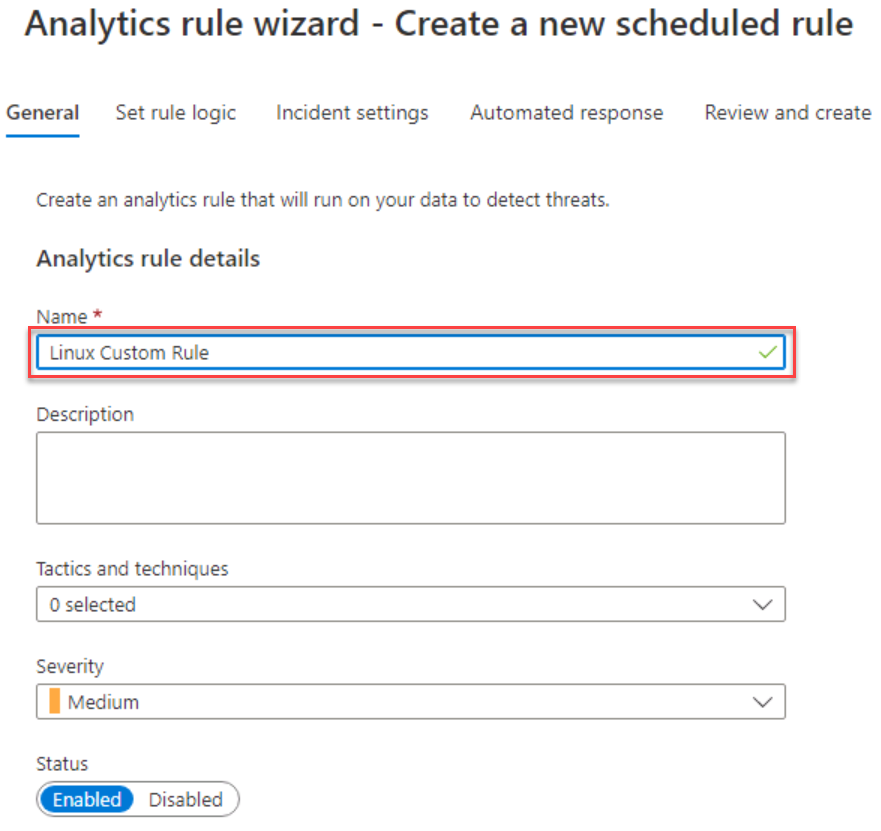 Analytics rule wizard - Create a new scheduled rule
General Set rule logic Incident settings Automated response Review and create
Create an analytics rule that will run on your data to detect threats.
Analytics rule details
Name *
Linux Custom Rule
Description
Tactics and techniques
0 selected
Severity
Medium
Status
Enabled Disabled